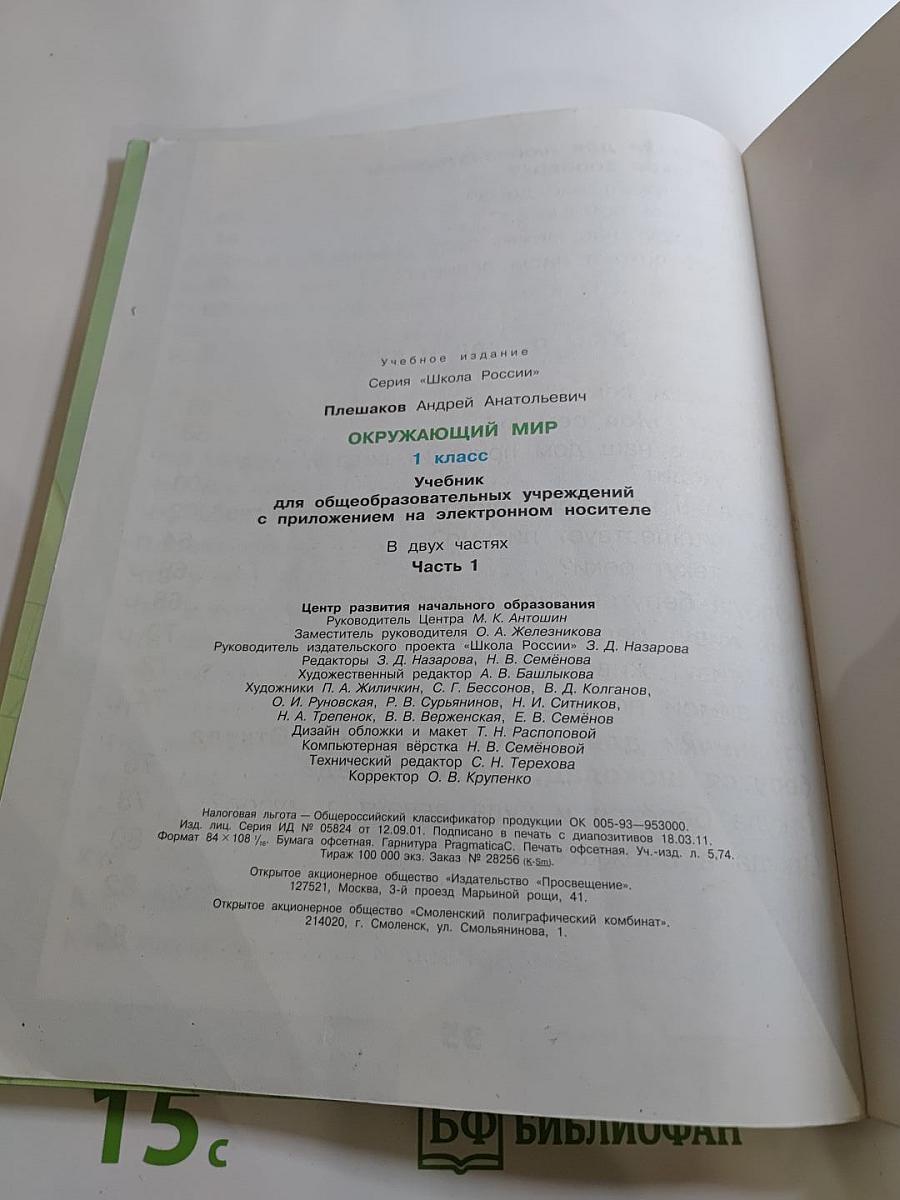 Учебное издание
Серия «Школа России»
Плешаков Андрей Анатольевич
ОКРУЖАЮЩИЙ МИР
1 класс
Учебник
для общеобразовательных учреждений
с приложением на электронном носителе
В двух частях
Часть 1
Центр развития начального образования
Руководитель Центра М. К. Антошин
Заместитель руководителя О. А. Железникова
Руководитель издательского проекта «Школа России» З. Д. Назарова
Редакторы З. Д. Назарова, Н. В. Семёнова
Художественный редактор А. В. Башлыкова
Художники П. А. Жиличкин, С. Г. Бессонов, В. Д. Колганов,
О. И. Руновская, Р. В. Сурьянинов, Н. И. Ситников,
Н. А. Трепенок, В. В. Верженская, Е. В. Семёнов
Дизайн обложки и макет Т. Н. Распоповой
Компьютерная вёрстка Н. В. Семёновой
Технический редактор С. Н. Терехова
Корректор О. В. Крупенко
Налоговая льгота — Общероссийский классификатор продукции ОК 005-93—953000.
Изд. лиц. Серия ИД № 05824 от 12.09.01. Подписано в печать с диапозитивов 18.03.11.
Формат 84×108 1/16. Бумага офсетная. Гарнитура PragmaticaC. Печать офсетная. Уч.-изд. л. 5,74.
Тираж 100 000 экз. Заказ № 28256 (K-Sm).
Открытое акционерное общество «Издательство «Просвещение».
127521, Москва, 3-й проезд Марьиной рощи, 41.
Открытое акционерное общество «Смоленский полиграфический комбинат».
214020, г. Смоленск, ул. Смольянинова, 1.
15 с
БФ БИБЛИОФАН